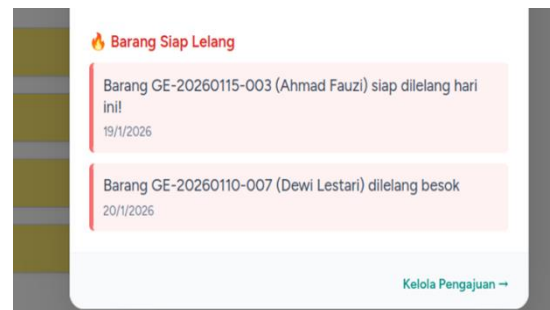 🔥 Barang Siap Lelang
Barang GE-20260115-003 (Ahmad Fauzi) siap dilelang hari
ini!
19/1/2026
Barang GE-20260110-007 (Dewi Lestari) dilelang besok
20/1/2026
Kelola Pengajuan →